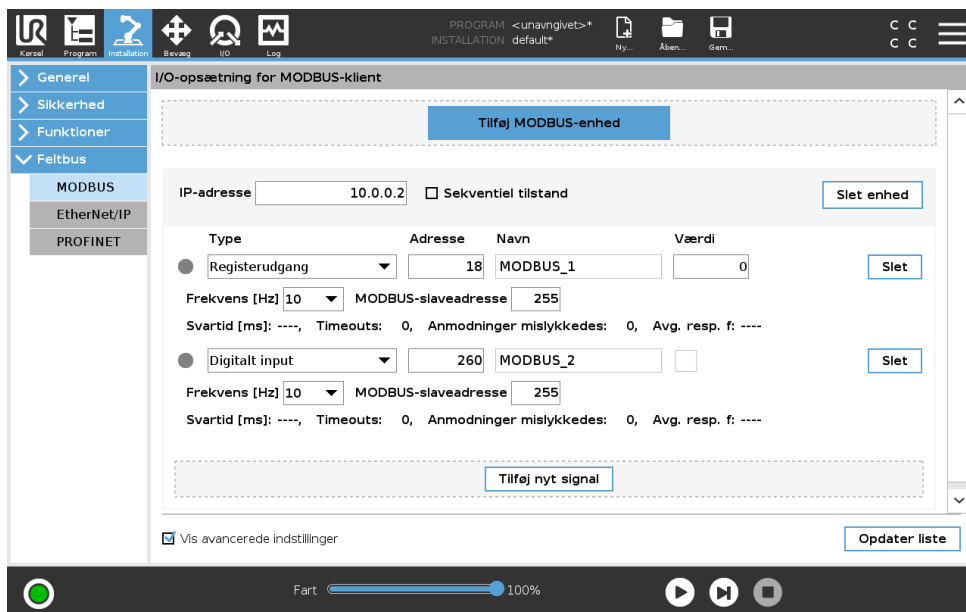 UR
PROGRAM <unavngivet>*
INSTALLATION default*
Kørsel Program Installation Bevæg I/O Log Ny... Åben... Gem...
C C
C C
Generel
Sikkerhed
Funktioner
Feltbus
MODBUS
EtherNet/IP
PROFINET
I/O-opsætning for MODBUS-klient
Tilføj MODBUS-enhed
IP-adresse 10.0.0.2 Sekventiel tilstand Slet enhed
Type Adresse Navn Værdi
Registerudgang 18 MODBUS_1 0 Slet
Frekvens [Hz] 10 MODBUS-slaveadresse 255
Svartid [ms]: ----, Timeouts: 0, Anmodninger mislykkedes: 0, Avg. resp. f: ----
Digitalt input 260 MODBUS_2 Slet
Frekvens [Hz] 10 MODBUS-slaveadresse 255
Svartid [ms]: ----, Timeouts: 0, Anmodninger mislykkedes: 0, Avg. resp. f: ----
Tilføj nyt signal
Vis avancerede indstillinger Opdater liste
Fart 100%